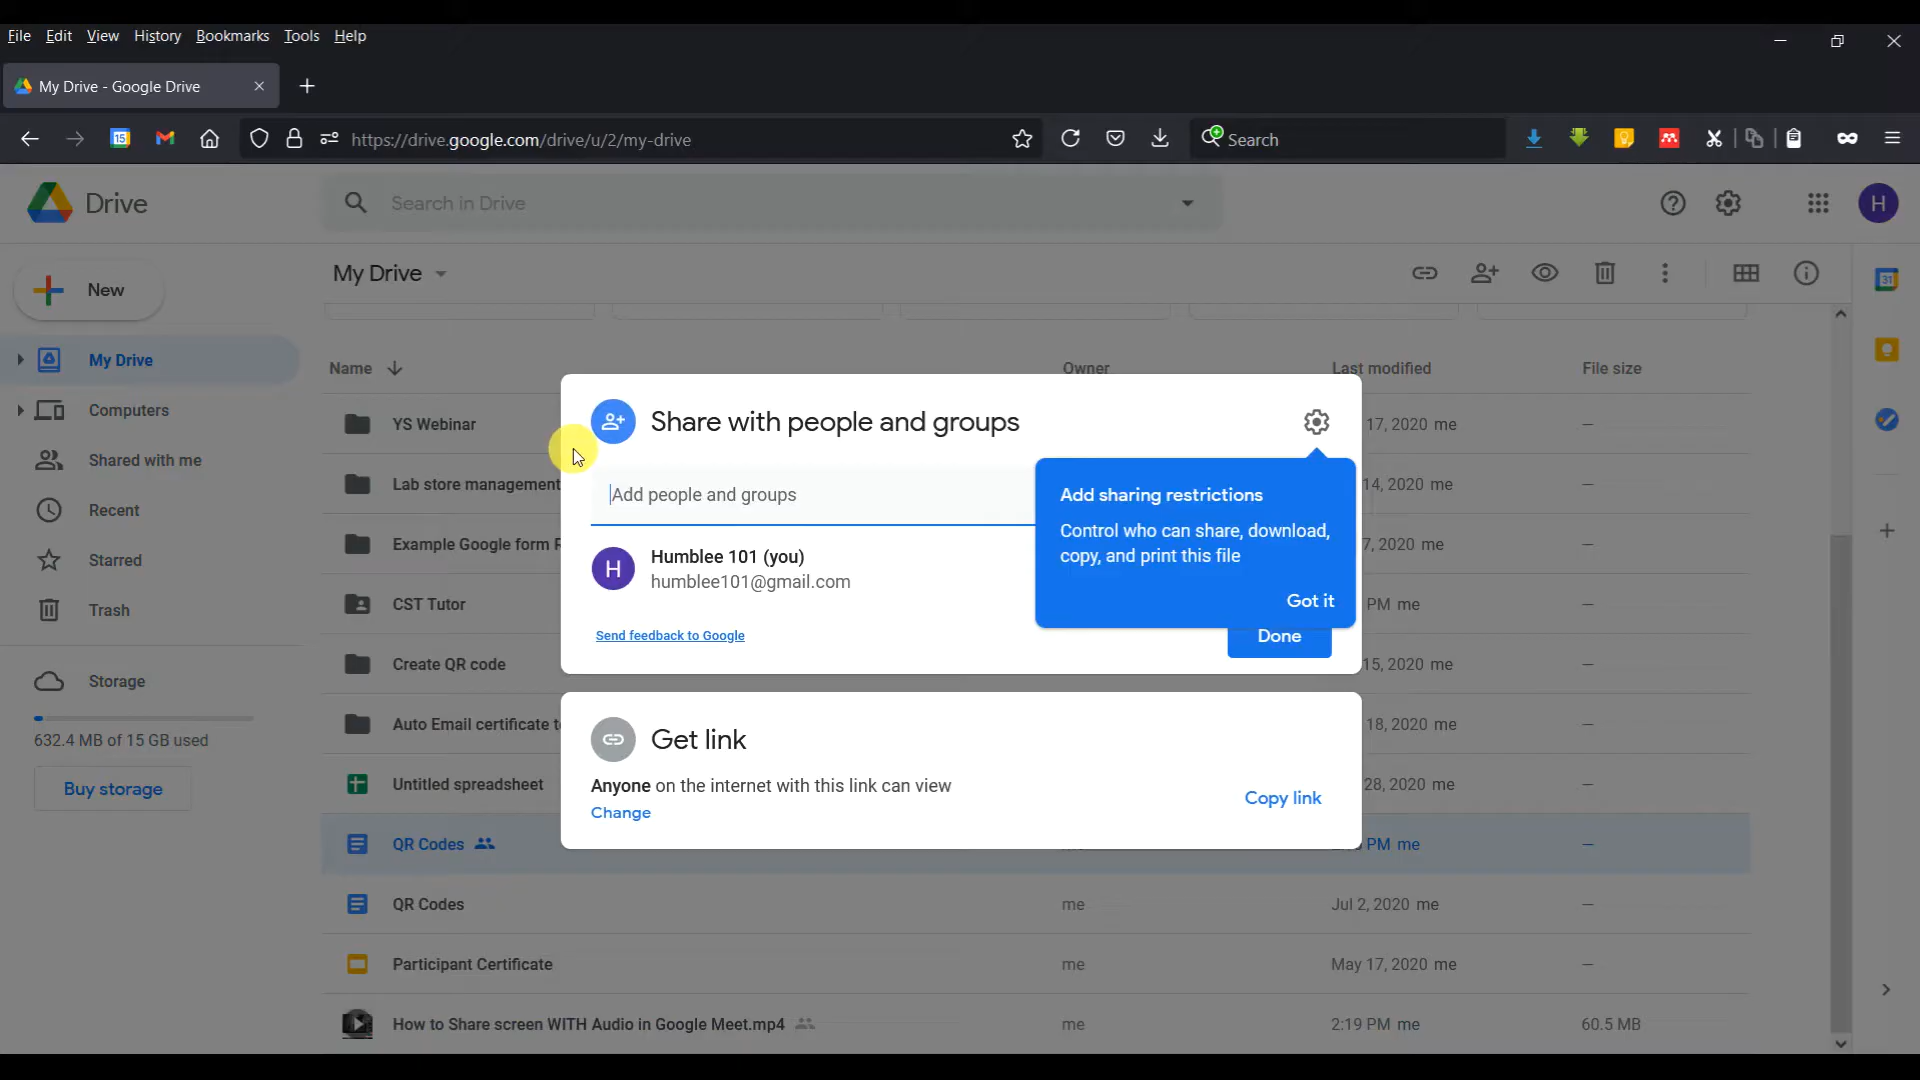 File Edit View History Bookmarks Tools Help
My Drive - Google Drive
https://drive.google.com/drive/u/2/my-drive
Search
Drive
Search in Drive
H
New
My Drive
My Drive
Computers
Shared with me
Recent
Starred
Trash
Storage
632.4 MB of 15 GB used
Buy storage
Name Owner Last modified File size
YS Webinar 17, 2020 me —
Lab store management 14, 2020 me —
Example Google form 7, 2020 me —
CST Tutor PM me —
Create QR code 15, 2020 me —
Auto Email certificate 18, 2020 me —
Untitled spreadsheet 28, 2020 me —
QR Codes PM me —
QR Codes me Jul 2, 2020 me —
Participant Certificate me May 17, 2020 me —
How to Share screen WITH Audio in Google Meet.mp4 me 2:19 PM me 60.5 MB
Share with people and groups
Add people and groups
H
Humblee 101 (you)
humblee101@gmail.com
Send feedback to Google
Add sharing restrictions
Control who can share, download,
copy, and print this file
Got it
Done
Get link
Anyone on the internet with this link can view
Change
Copy link
15
31